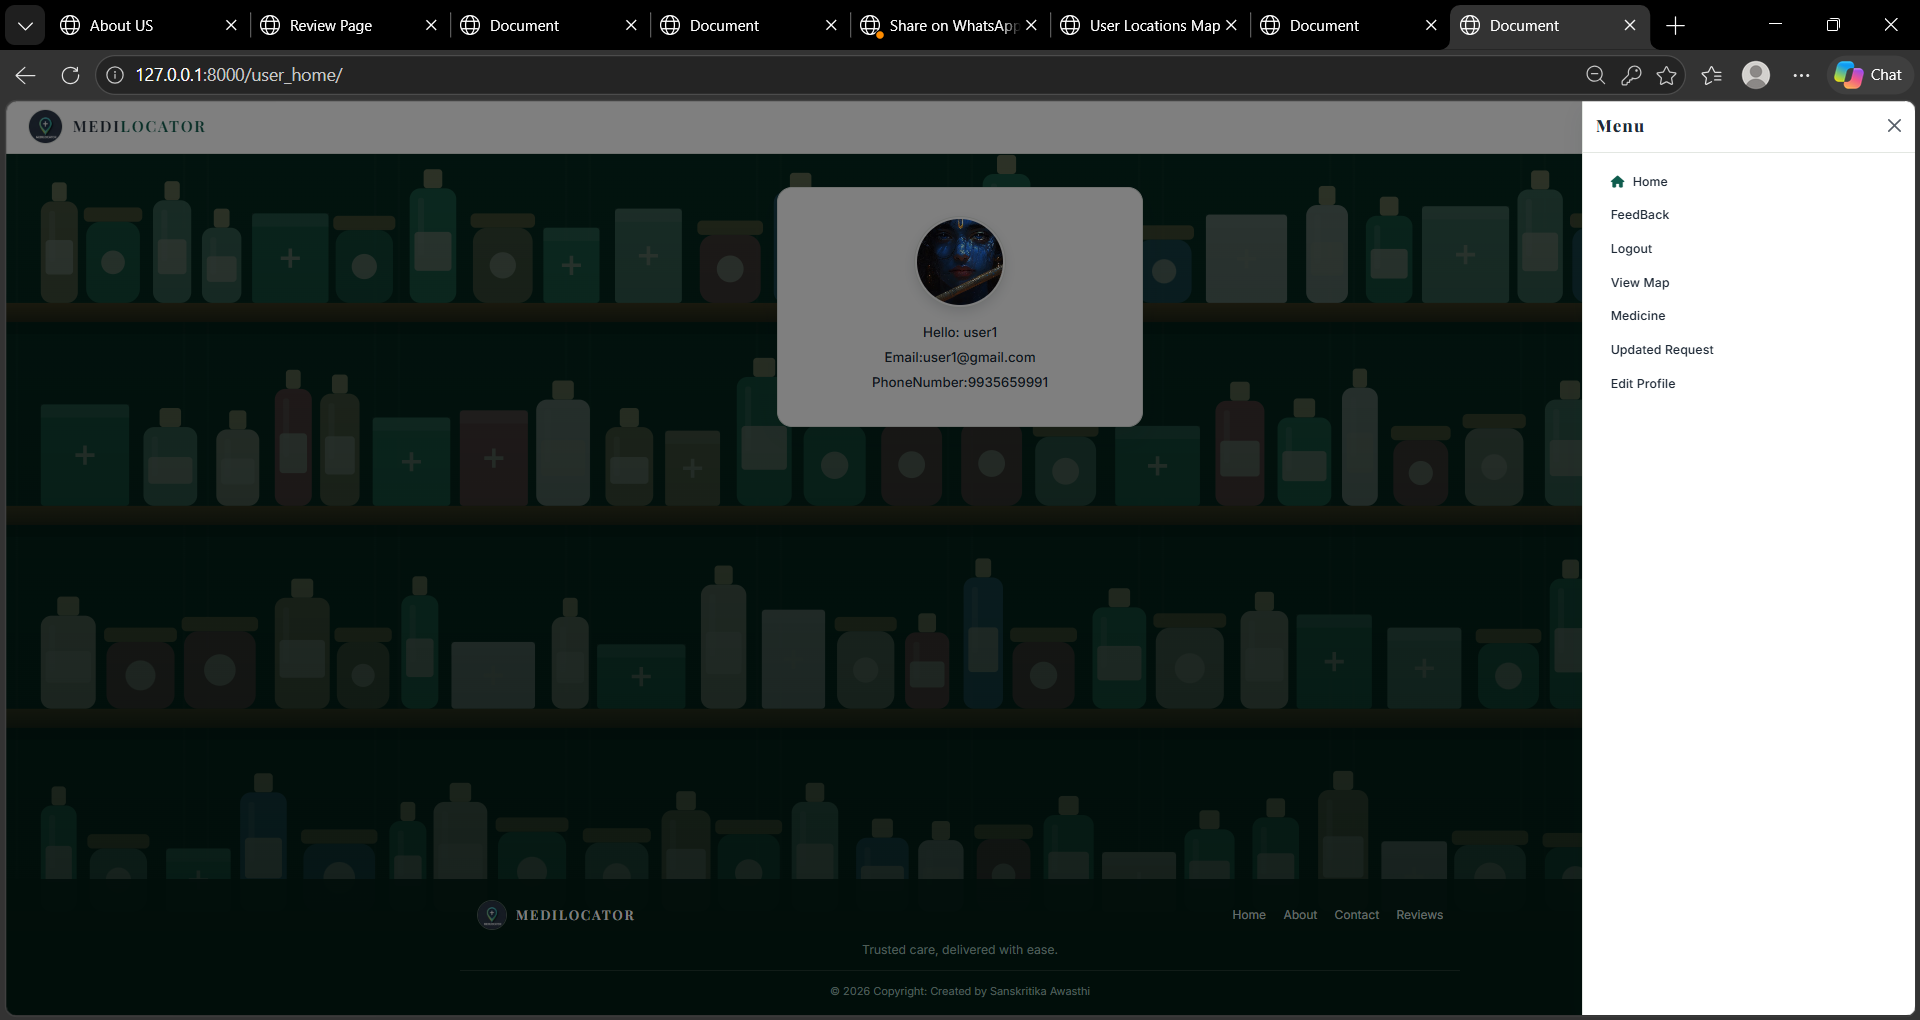 About US
Review Page
Document
Document
Share on WhatsApp
User Locations Map
Document
Document
127.0.0.1:8000/user_home/
Chat
MEDILOCATOR
Menu
Home
FeedBack
Logout
View Map
Medicine
Updated Request
Edit Profile
Hello: user1
Email:user1@gmail.com
PhoneNumber:9935659991
MEDILOCATOR
Home About Contact Reviews
Trusted care, delivered with ease.
© 2026 Copyright: Created by Sanskritika Awasthi